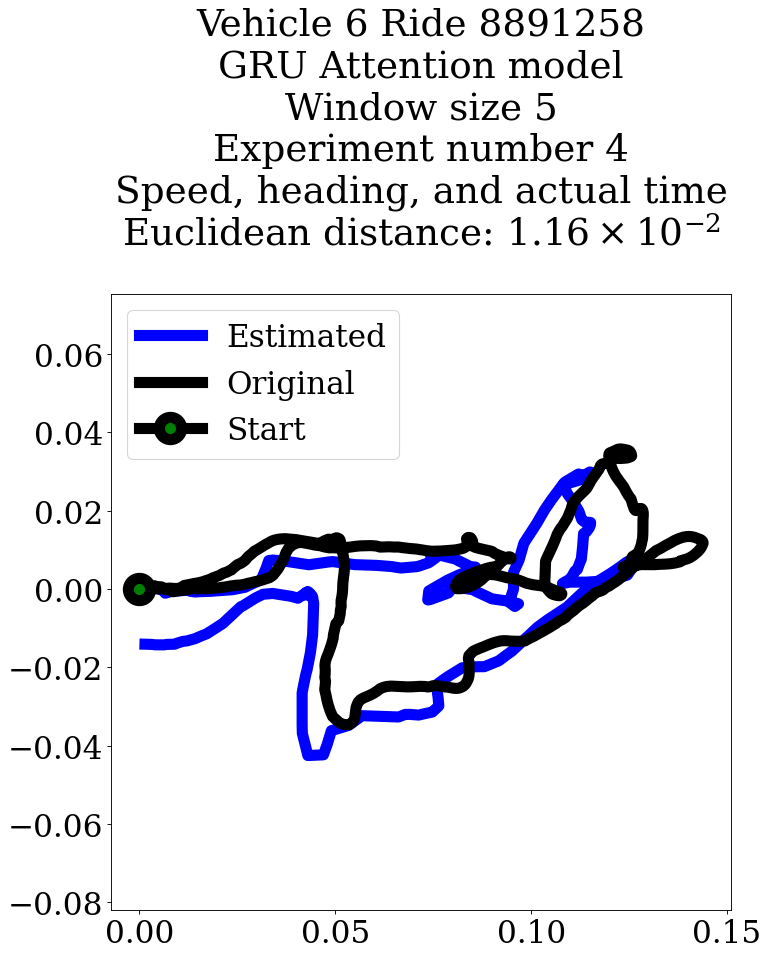 Vehicle 6 Ride 8891258
GRU Attention model
Window size 5
Experiment number 4
Speed, heading, and actual time
Euclidean distance: 1.16 × 10⁻²
Estimated
Original
Start
0.06
0.04
0.02
0.00
−0.02
−0.04
−0.06
−0.08
0.00 0.05 0.10 0.15